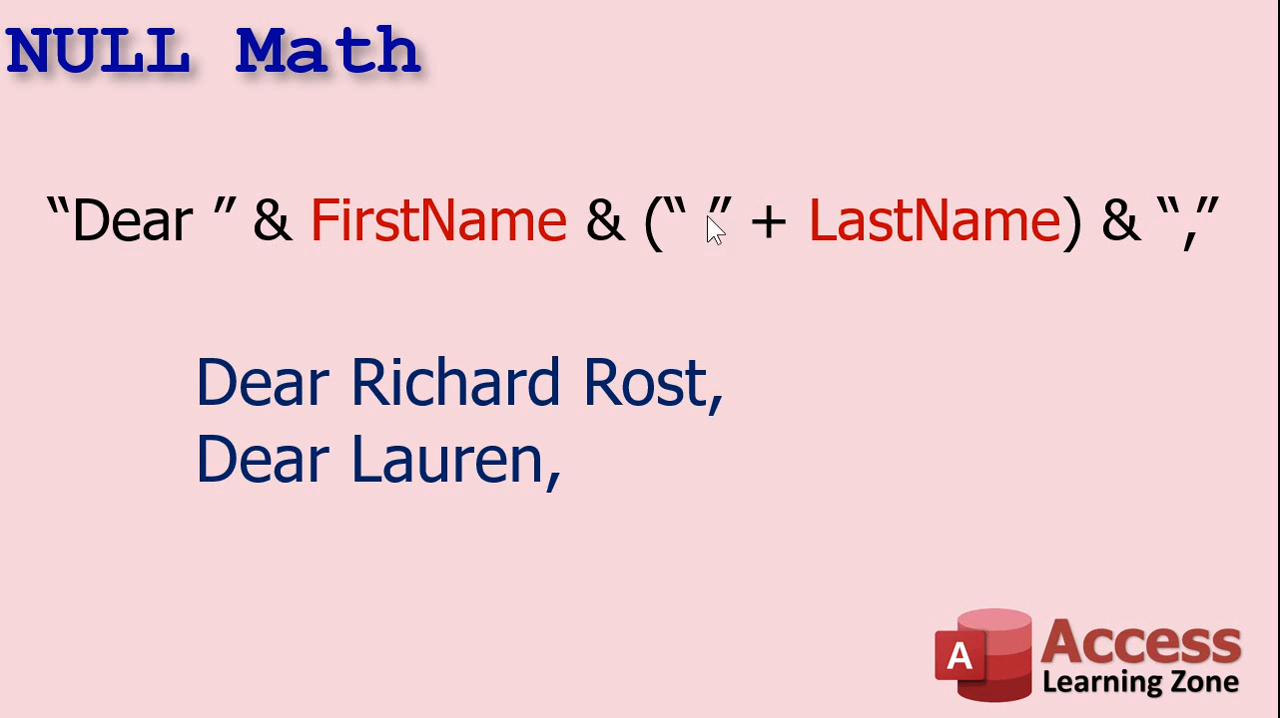 NULL Math
“Dear ” & FirstName & (“ ” + LastName) & “,”
Dear Richard Rost,
Dear Lauren,
A
Access
Learning Zone